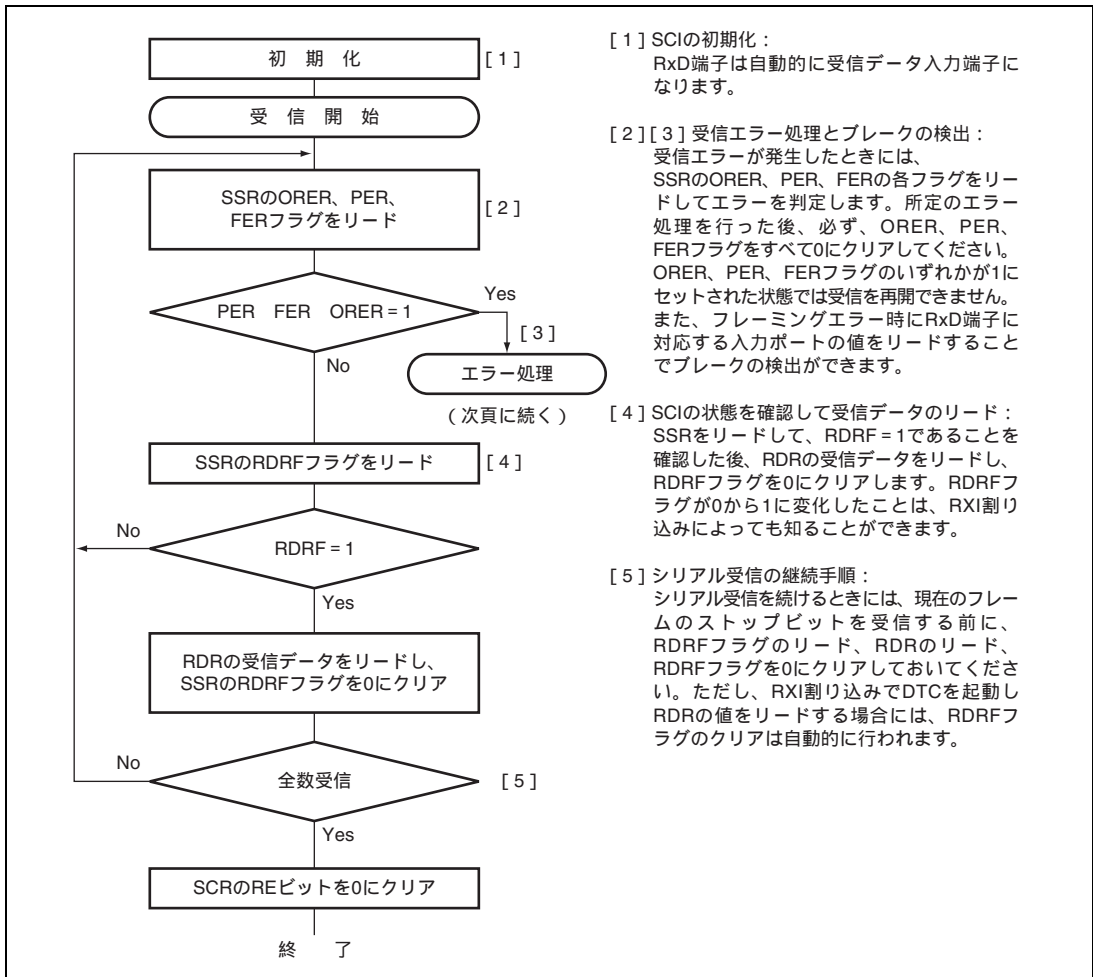 初 期 化
[ 1 ]
受 信 開 始
SSRのORER、PER、
FERフラグをリード
[ 2 ]
PER FER ORER = 1
Yes
[ 3 ]
No
エラー処理
( 次頁に続く )
SSRのRDRFフラグをリード
[ 4 ]
No
RDRF = 1
Yes
RDRの受信データをリードし、
SSRのRDRFフラグを0にクリア
No
全数受信
[ 5 ]
Yes
SCRのREビットを0にクリア
終 了
[ 1 ] SCIの初期化：
RxD端子は自動的に受信データ入力端子に
なります。
[ 2 ] [ 3 ] 受信エラー処理とブレークの検出：
受信エラーが発生したときには、
SSRのORER、PER、FERの各フラグをリー
ドしてエラーを判定します。所定のエラー
処理を行った後、必ず、ORER、PER、
FERフラグをすべて0にクリアしてください。
ORER、PER、FERフラグのいずれかが1に
セットされた状態では受信を再開できません。
また、フレーミングエラー時にRxD端子に
対応する入力ポートの値をリードすること
でブレークの検出ができます。
[ 4 ] SCIの状態を確認して受信データのリード：
SSRをリードして、RDRF = 1であることを
確認した後、RDRの受信データをリードし、
RDRFフラグを0にクリアします。RDRFフ
ラグが0から1に変化したことは、RXI割り
込みによっても知ることができます。
[ 5 ] シリアル受信の継続手順：
シリアル受信を続けるときには、現在のフレー
ムのストップビットを受信する前に、
RDRFフラグのリード、RDRのリード、
RDRFフラグを0にクリアしておいてくださ
い。ただし、RXI割り込みでDTCを起動し
RDRの値をリードする場合には、RDRFフ
ラグのクリアは自動的に行われます。